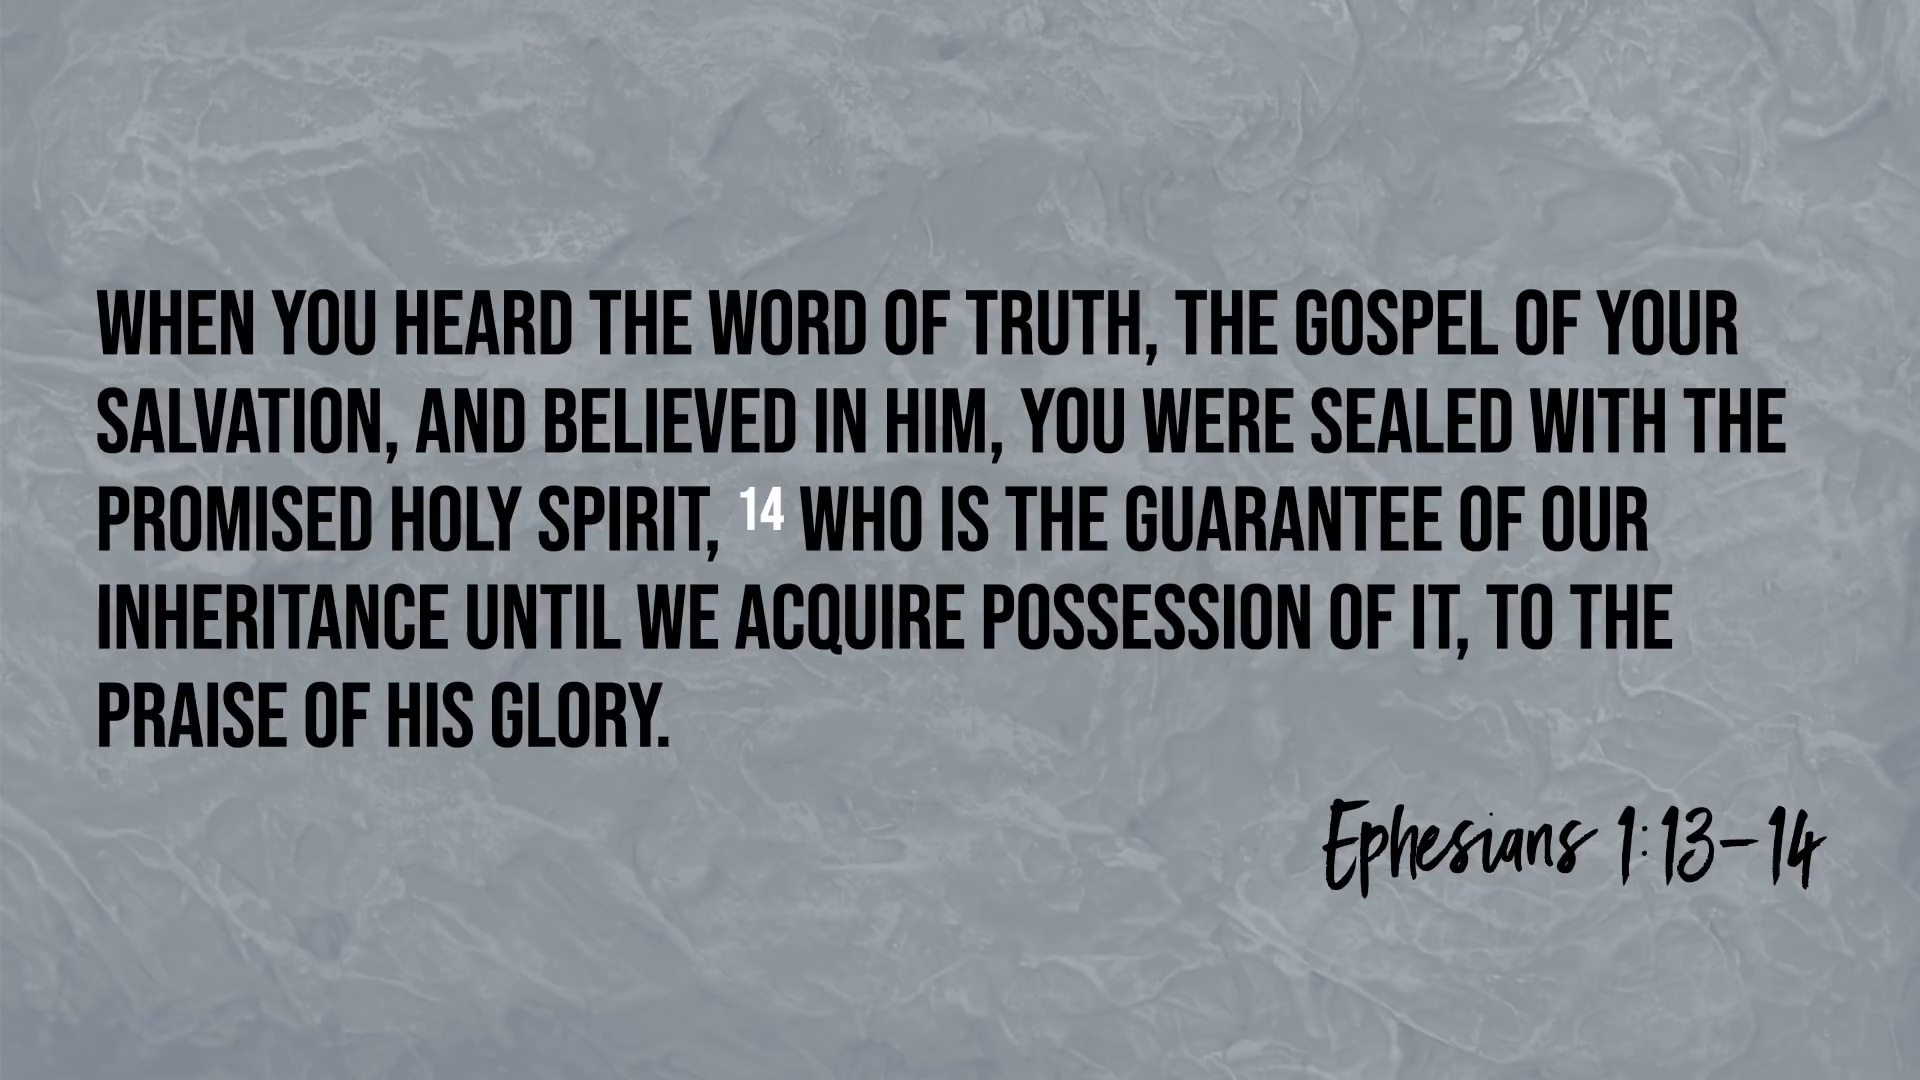 WHEN YOU HEARD THE WORD OF TRUTH, THE GOSPEL OF YOUR
SALVATION, AND BELIEVED IN HIM, YOU WERE SEALED WITH THE
PROMISED HOLY SPIRIT, 14 WHO IS THE GUARANTEE OF OUR
INHERITANCE UNTIL WE ACQUIRE POSSESSION OF IT, TO THE
PRAISE OF HIS GLORY.
Ephesians 1:13–14